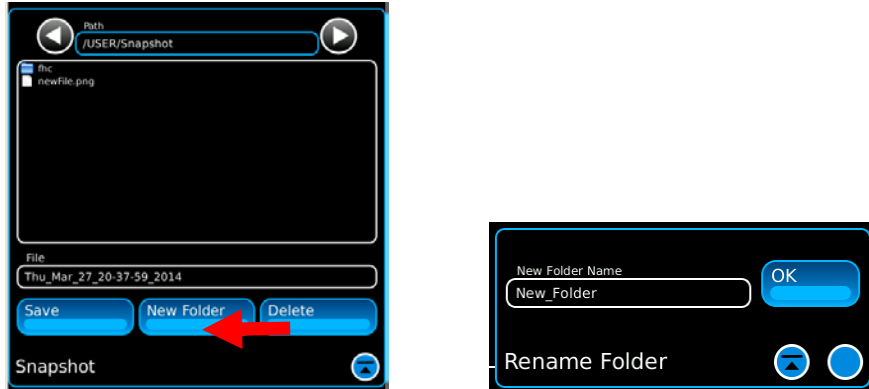 Path
/USER/Snapshot
fhc
newFile.png
File
Thu_Mar_27_20-37-59_2014
Save New Folder Delete
Snapshot
New Folder Name
New_Folder
OK
Rename Folder